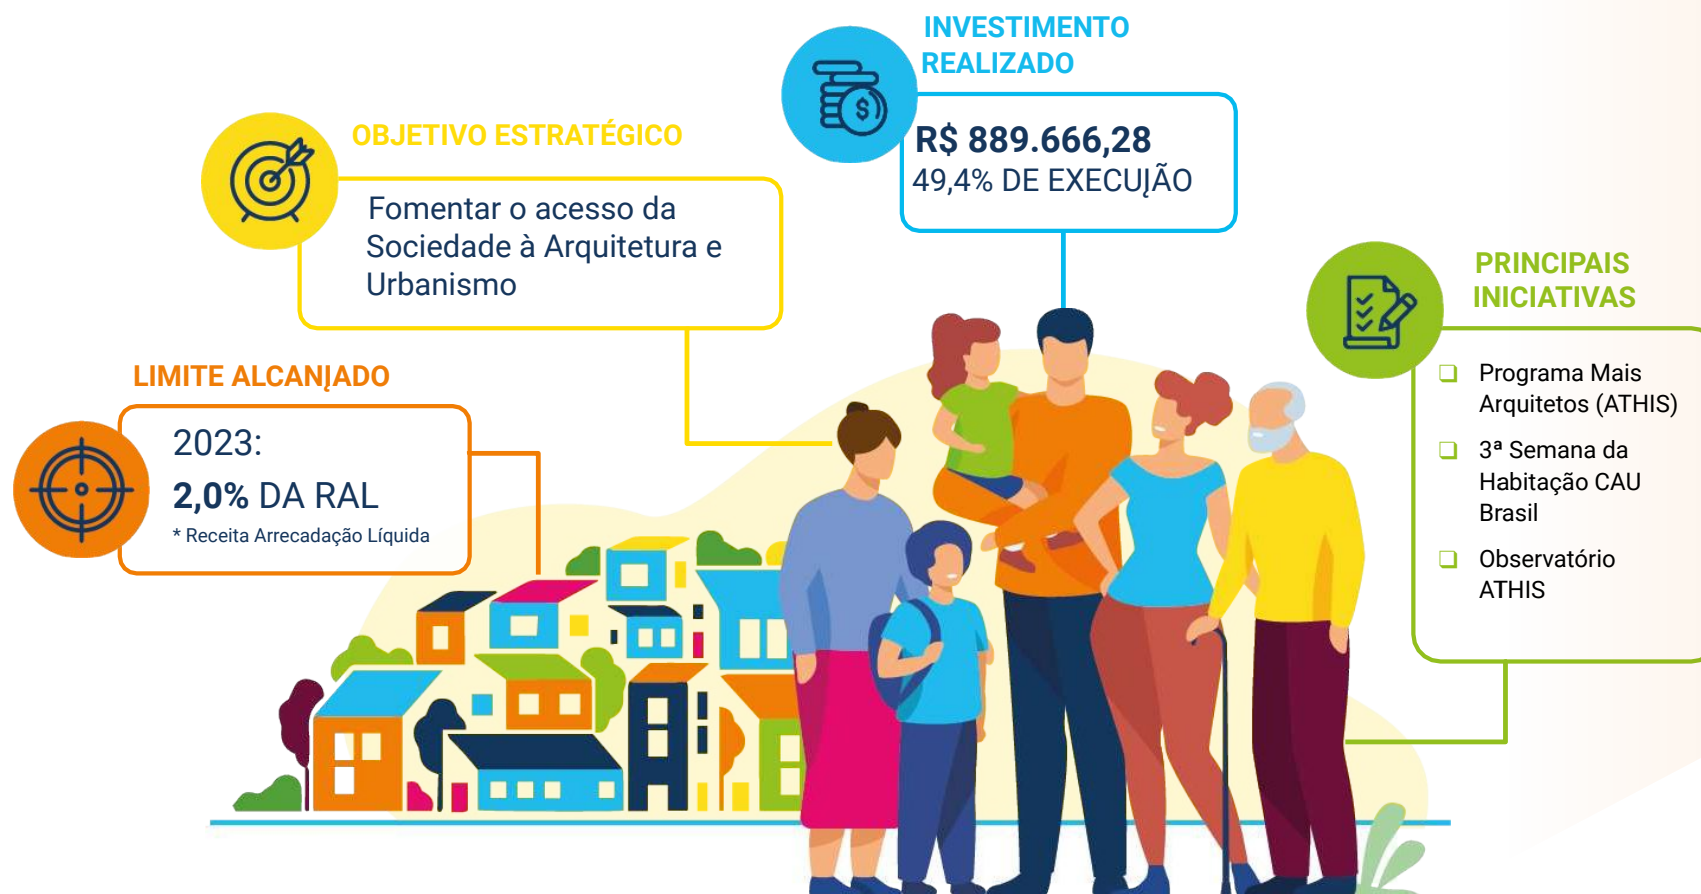 INVESTIMENTO
REALIZADO
R$ 889.666,28
49,4% DE EXECUĮÃO
OBJETIVO ESTRATÉGICO
Fomentar o acesso da
Sociedade à Arquitetura e
Urbanismo
PRINCIPAIS
INICIATIVAS
❑ Programa Mais
Arquitetos (ATHIS)
❑ 3ª Semana da
Habitação CAU
Brasil
❑ Observatório
ATHIS
LIMITE ALCANĮADO
2023:
2,0% DA RAL
* Receita Arrecadação Líquida